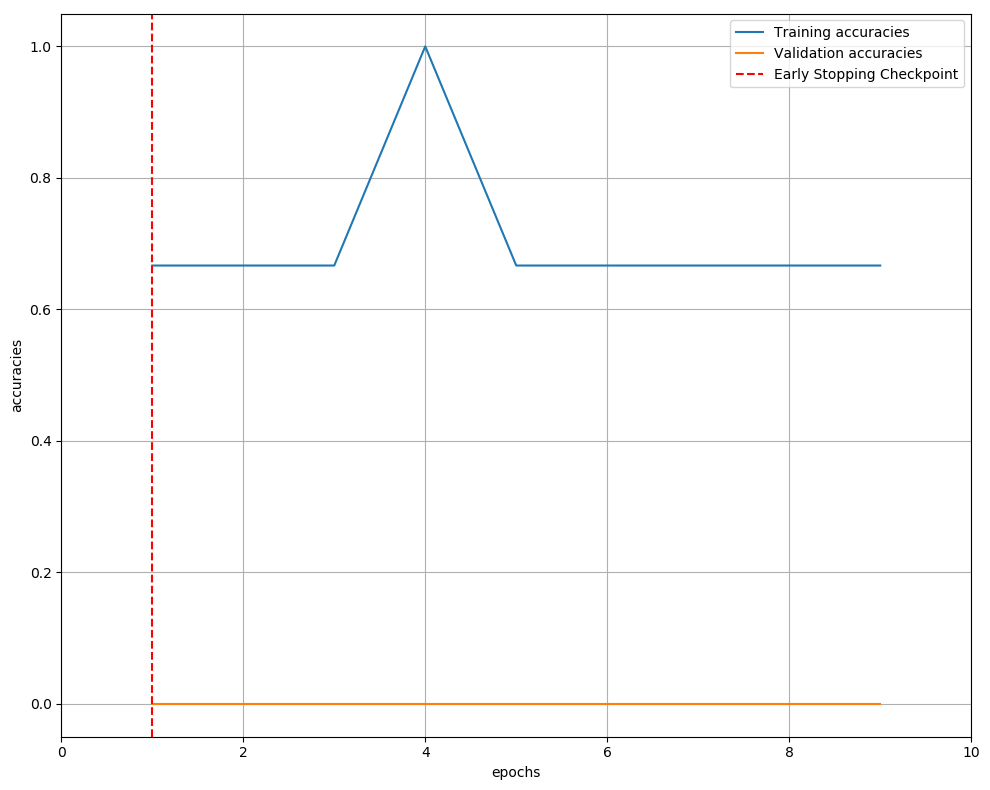 Training accuracies
Validation accuracies
Early Stopping Checkpoint
1.0
0.8
0.6
0.4
0.2
0.0
accuracies
0 2 4 6 8 10
epochs